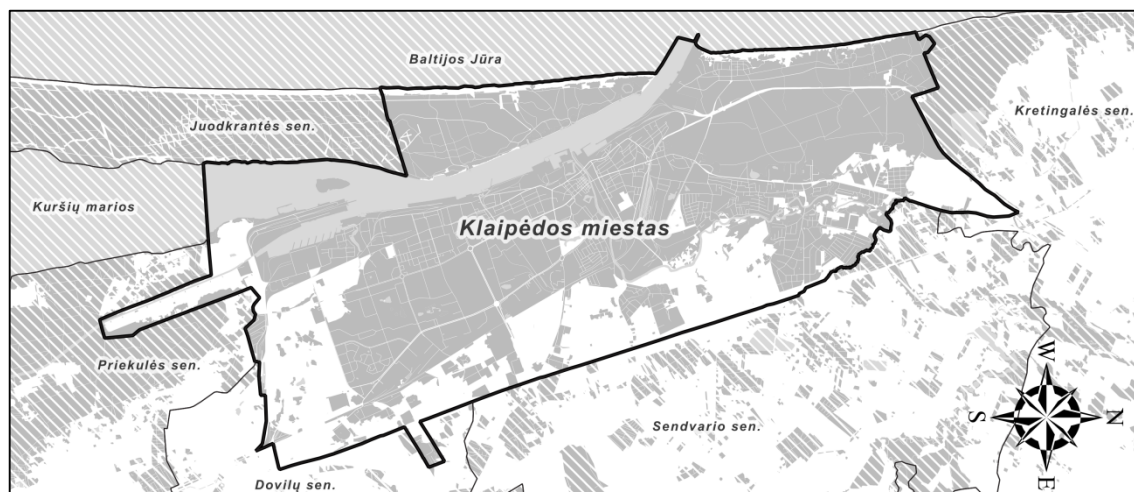 Baltijos Jūra
Kretingalės sen.
Juodkrantės sen.
Kuršių marios
Klaipėdos miestas
Priekulės sen.
Sendvario sen.
Dovilų sen.
W
S
N
E